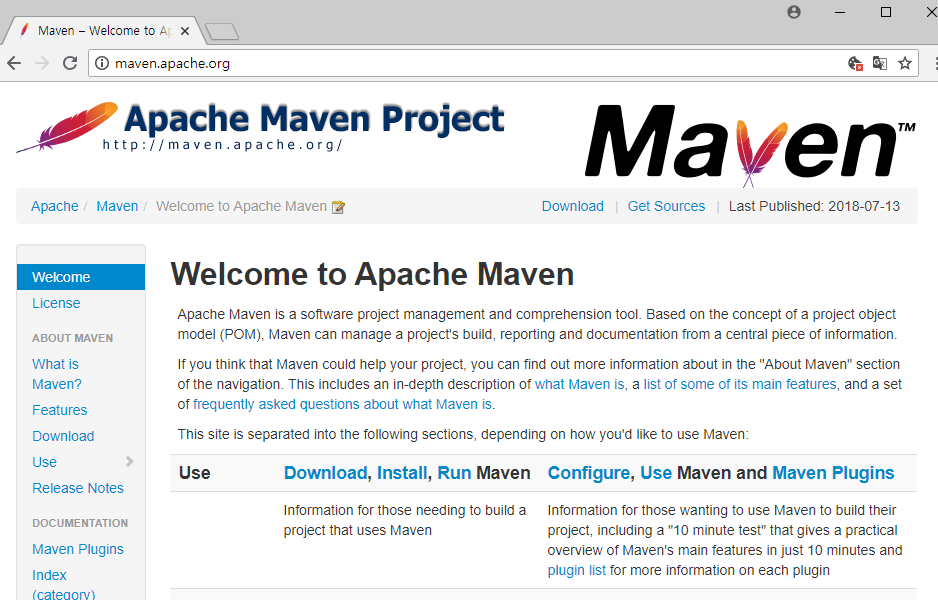 Maven – Welcome to Ap
maven.apache.org
Apache Maven Project
http://maven.apache.org/
Maven™
Apache / Maven / Welcome to Apache Maven
Download | Get Sources | Last Published: 2018-07-13
Welcome
License
ABOUT MAVEN
What is
Maven?
Features
Download
Use
Release Notes
DOCUMENTATION
Maven Plugins
Index
(category)
Welcome to Apache Maven
Apache Maven is a software project management and comprehension tool. Based on the concept of a project object
model (POM), Maven can manage a project's build, reporting and documentation from a central piece of information.
If you think that Maven could help your project, you can find out more information about in the "About Maven" section
of the navigation. This includes an in-depth description of what Maven is, a list of some of its main features, and a set
of frequently asked questions about what Maven is.
This site is separated into the following sections, depending on how you'd like to use Maven:
Use
Download, Install, Run Maven
Configure, Use Maven and Maven Plugins
Information for those needing to build a
project that uses Maven
Information for those wanting to use Maven to build their
project, including a "10 minute test" that gives a practical
overview of Maven's main features in just 10 minutes and
plugin list for more information on each plugin